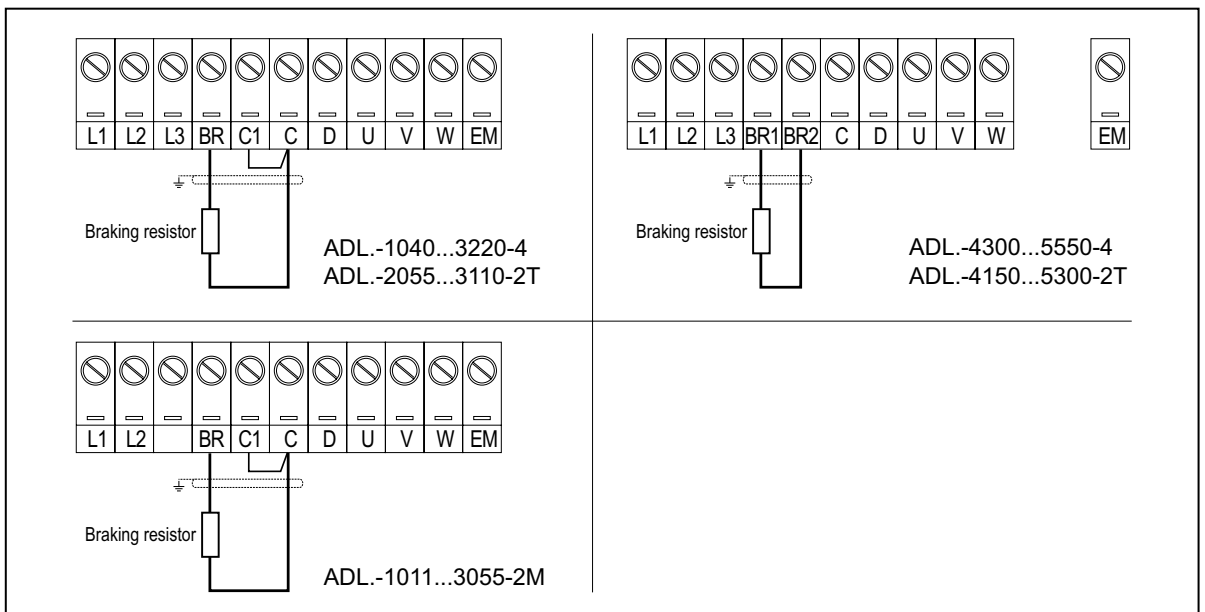 L1 L2 L3 BR C1 C D U V W EM
Braking resistor
ADL.-1040...3220-4
ADL.-2055...3110-2T
L1 L2 L3 BR1 BR2 C D U V W EM
Braking resistor
ADL.-4300...5550-4
ADL.-4150...5300-2T
L1 L2 BR C1 C D U V W EM
Braking resistor
ADL.-1011...3055-2M